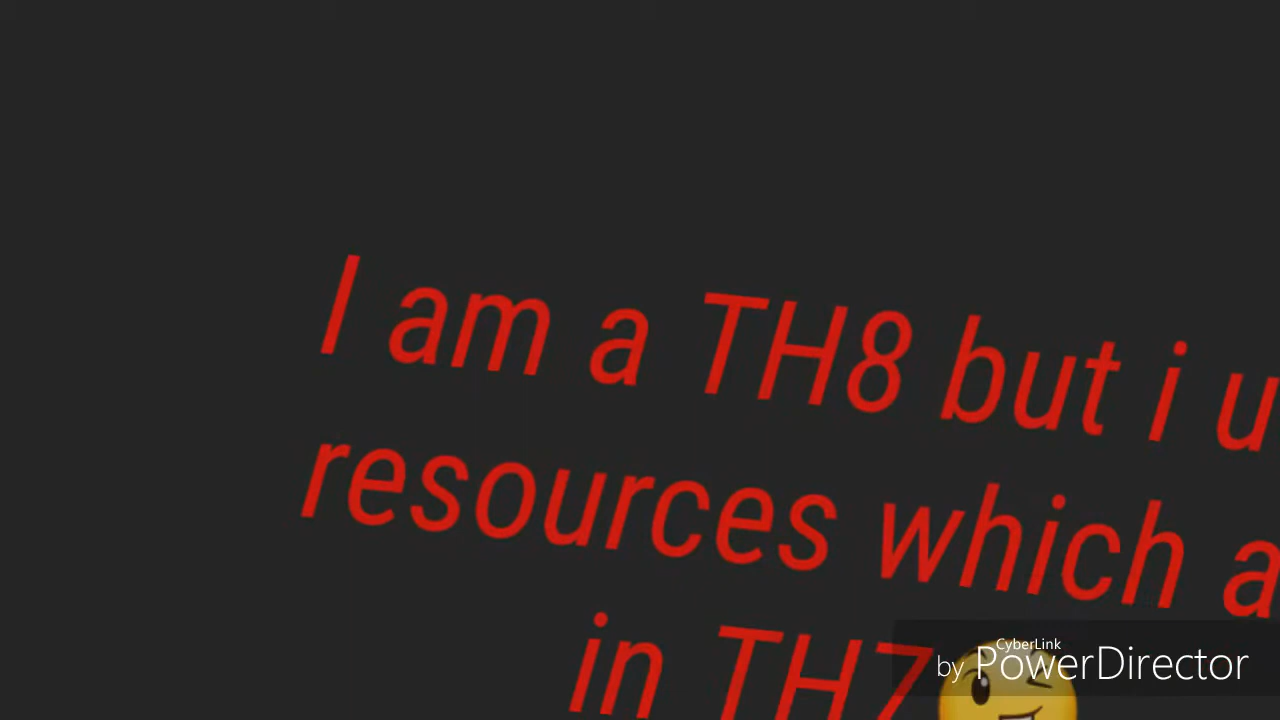 I am a TH8 but i u
resources which a
in TH7
CyberLink
by PowerDirector